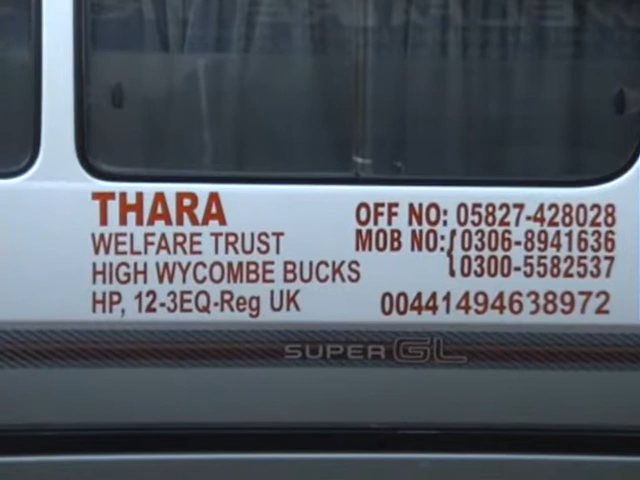 THARA
WELFARE TRUST
HIGH WYCOMBE BUCKS
HP, 12-3EQ-Reg UK
OFF NO: 05827-428028
MOB NO:{0306-8941636
0300-5582537
00441494638972
SUPER GL